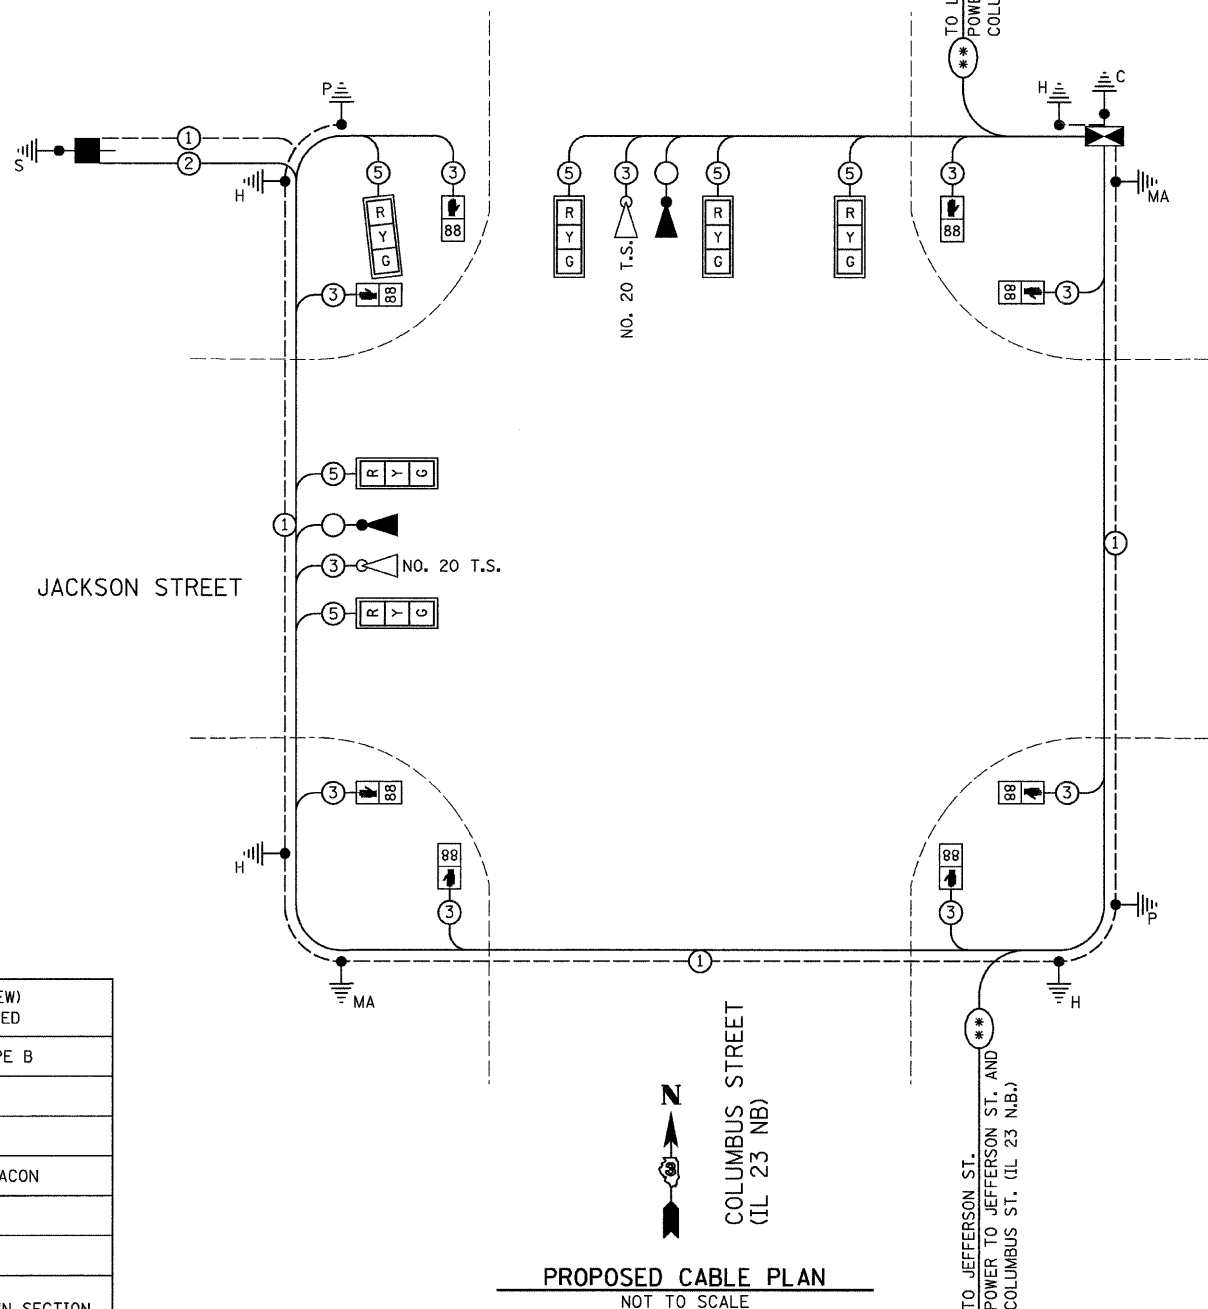 TO L
POWE
COLU
**
H
C
P
1
S
2
H
5
3
5
3
5
5
3
MA
R
Y
G
88
R
Y
G
R
Y
G
R
Y
G
88
NO. 20 T.S.
3
88
88
3
5
R Y G
1
1
3
NO. 20 T.S.
JACKSON STREET
5
R Y G
3
88
88
3
H
88
88
3
3
P
1
MA
H
EW)
ED
PE B
ACON
EN SECTION
**
N
COLUMBUS STREET
(IL 23 NB)
TO JEFFERSON ST.
POWER TO JEFFERSON ST. AND
COLUMBUS ST. (IL 23 N.B.)
PROPOSED CABLE PLAN
NOT TO SCALE